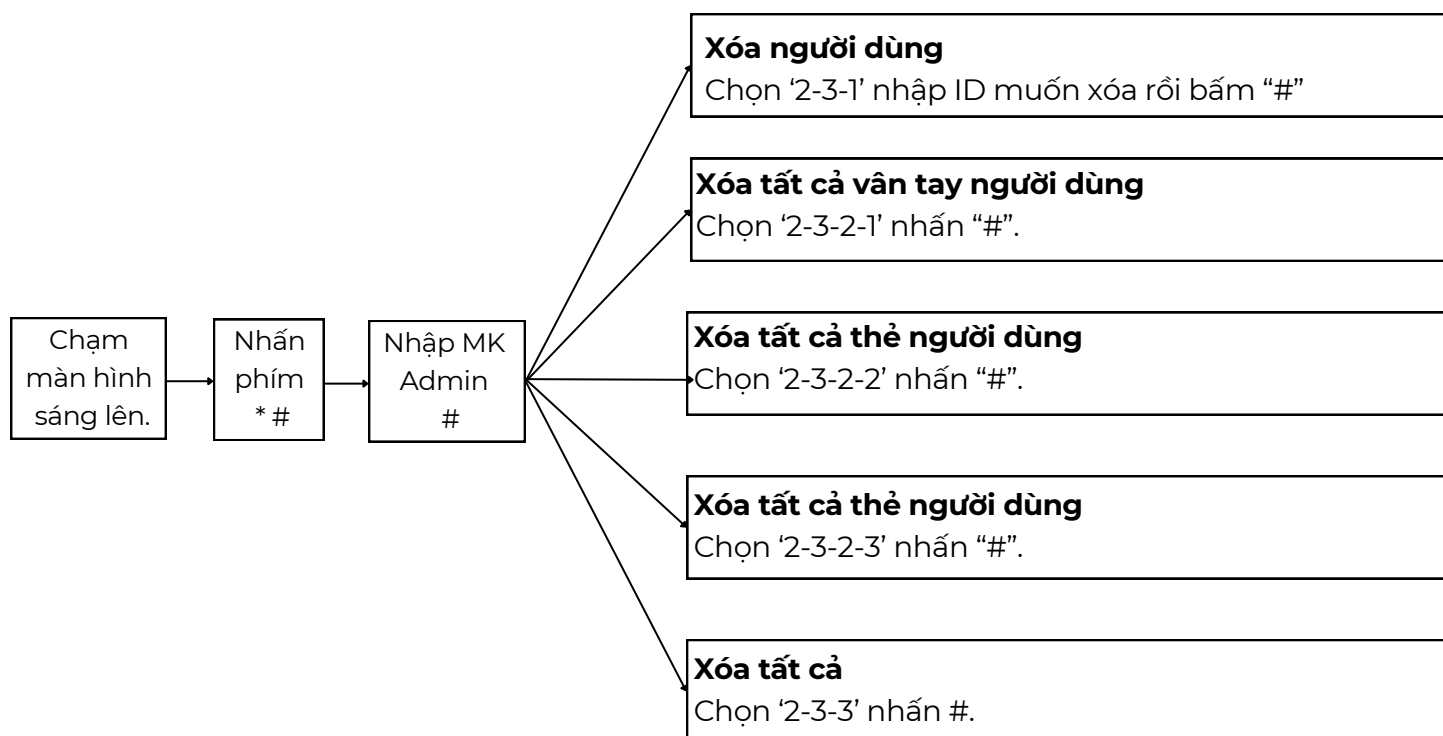 Chạm
màn hình
sáng lên.
Nhấn
phím
* #
Nhập MK
Admin
#
Xóa người dùng
Chọn ‘2-3-1’ nhập ID muốn xóa rồi bấm “#”
Xóa tất cả vân tay người dùng
Chọn ‘2-3-2-1’ nhấn “#”.
Xóa tất cả thẻ người dùng
Chọn ‘2-3-2-2’ nhấn “#”.
Xóa tất cả thẻ người dùng
Chọn ‘2-3-2-3’ nhấn “#”.
Xóa tất cả
Chọn ‘2-3-3’ nhấn #.